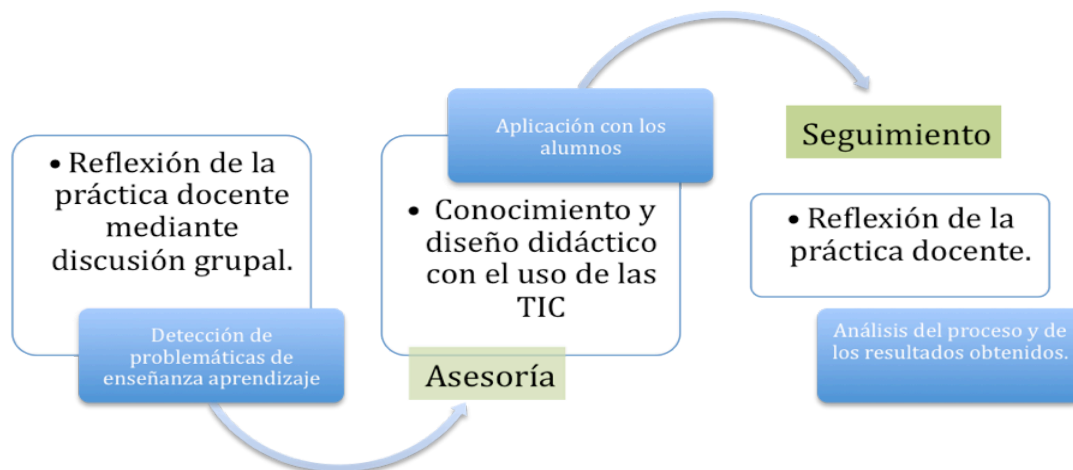 • Reflexión de la
práctica docente
mediante
discusión grupal.
Detección de
problemáticas de
enseñanza aprendizaje
Aplicación con los
alumnos
• Conocimiento y
diseño didáctico
con el uso de las
TIC
Asesoría
Seguimiento
• Reflexión de la
práctica docente.
Análisis del proceso y de
los resultados obtenidos.